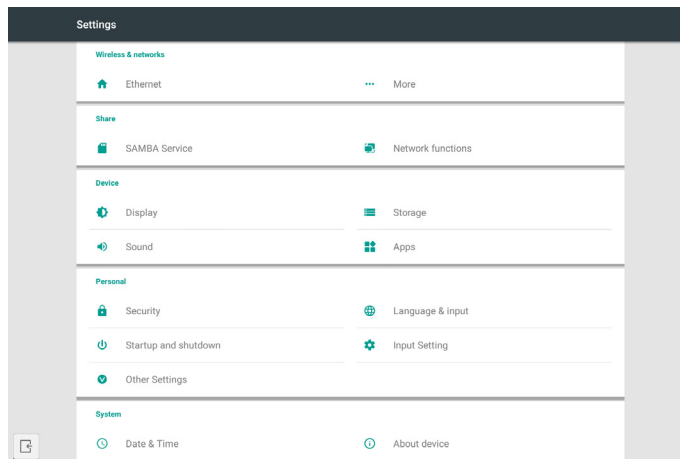 Settings
Wireless & networks
Ethernet More
Share
SAMBA Service Network functions
Device
Display Storage
Sound Apps
Personal
Security Language & input
Startup and shutdown Input Setting
Other Settings
System
Date & Time About device